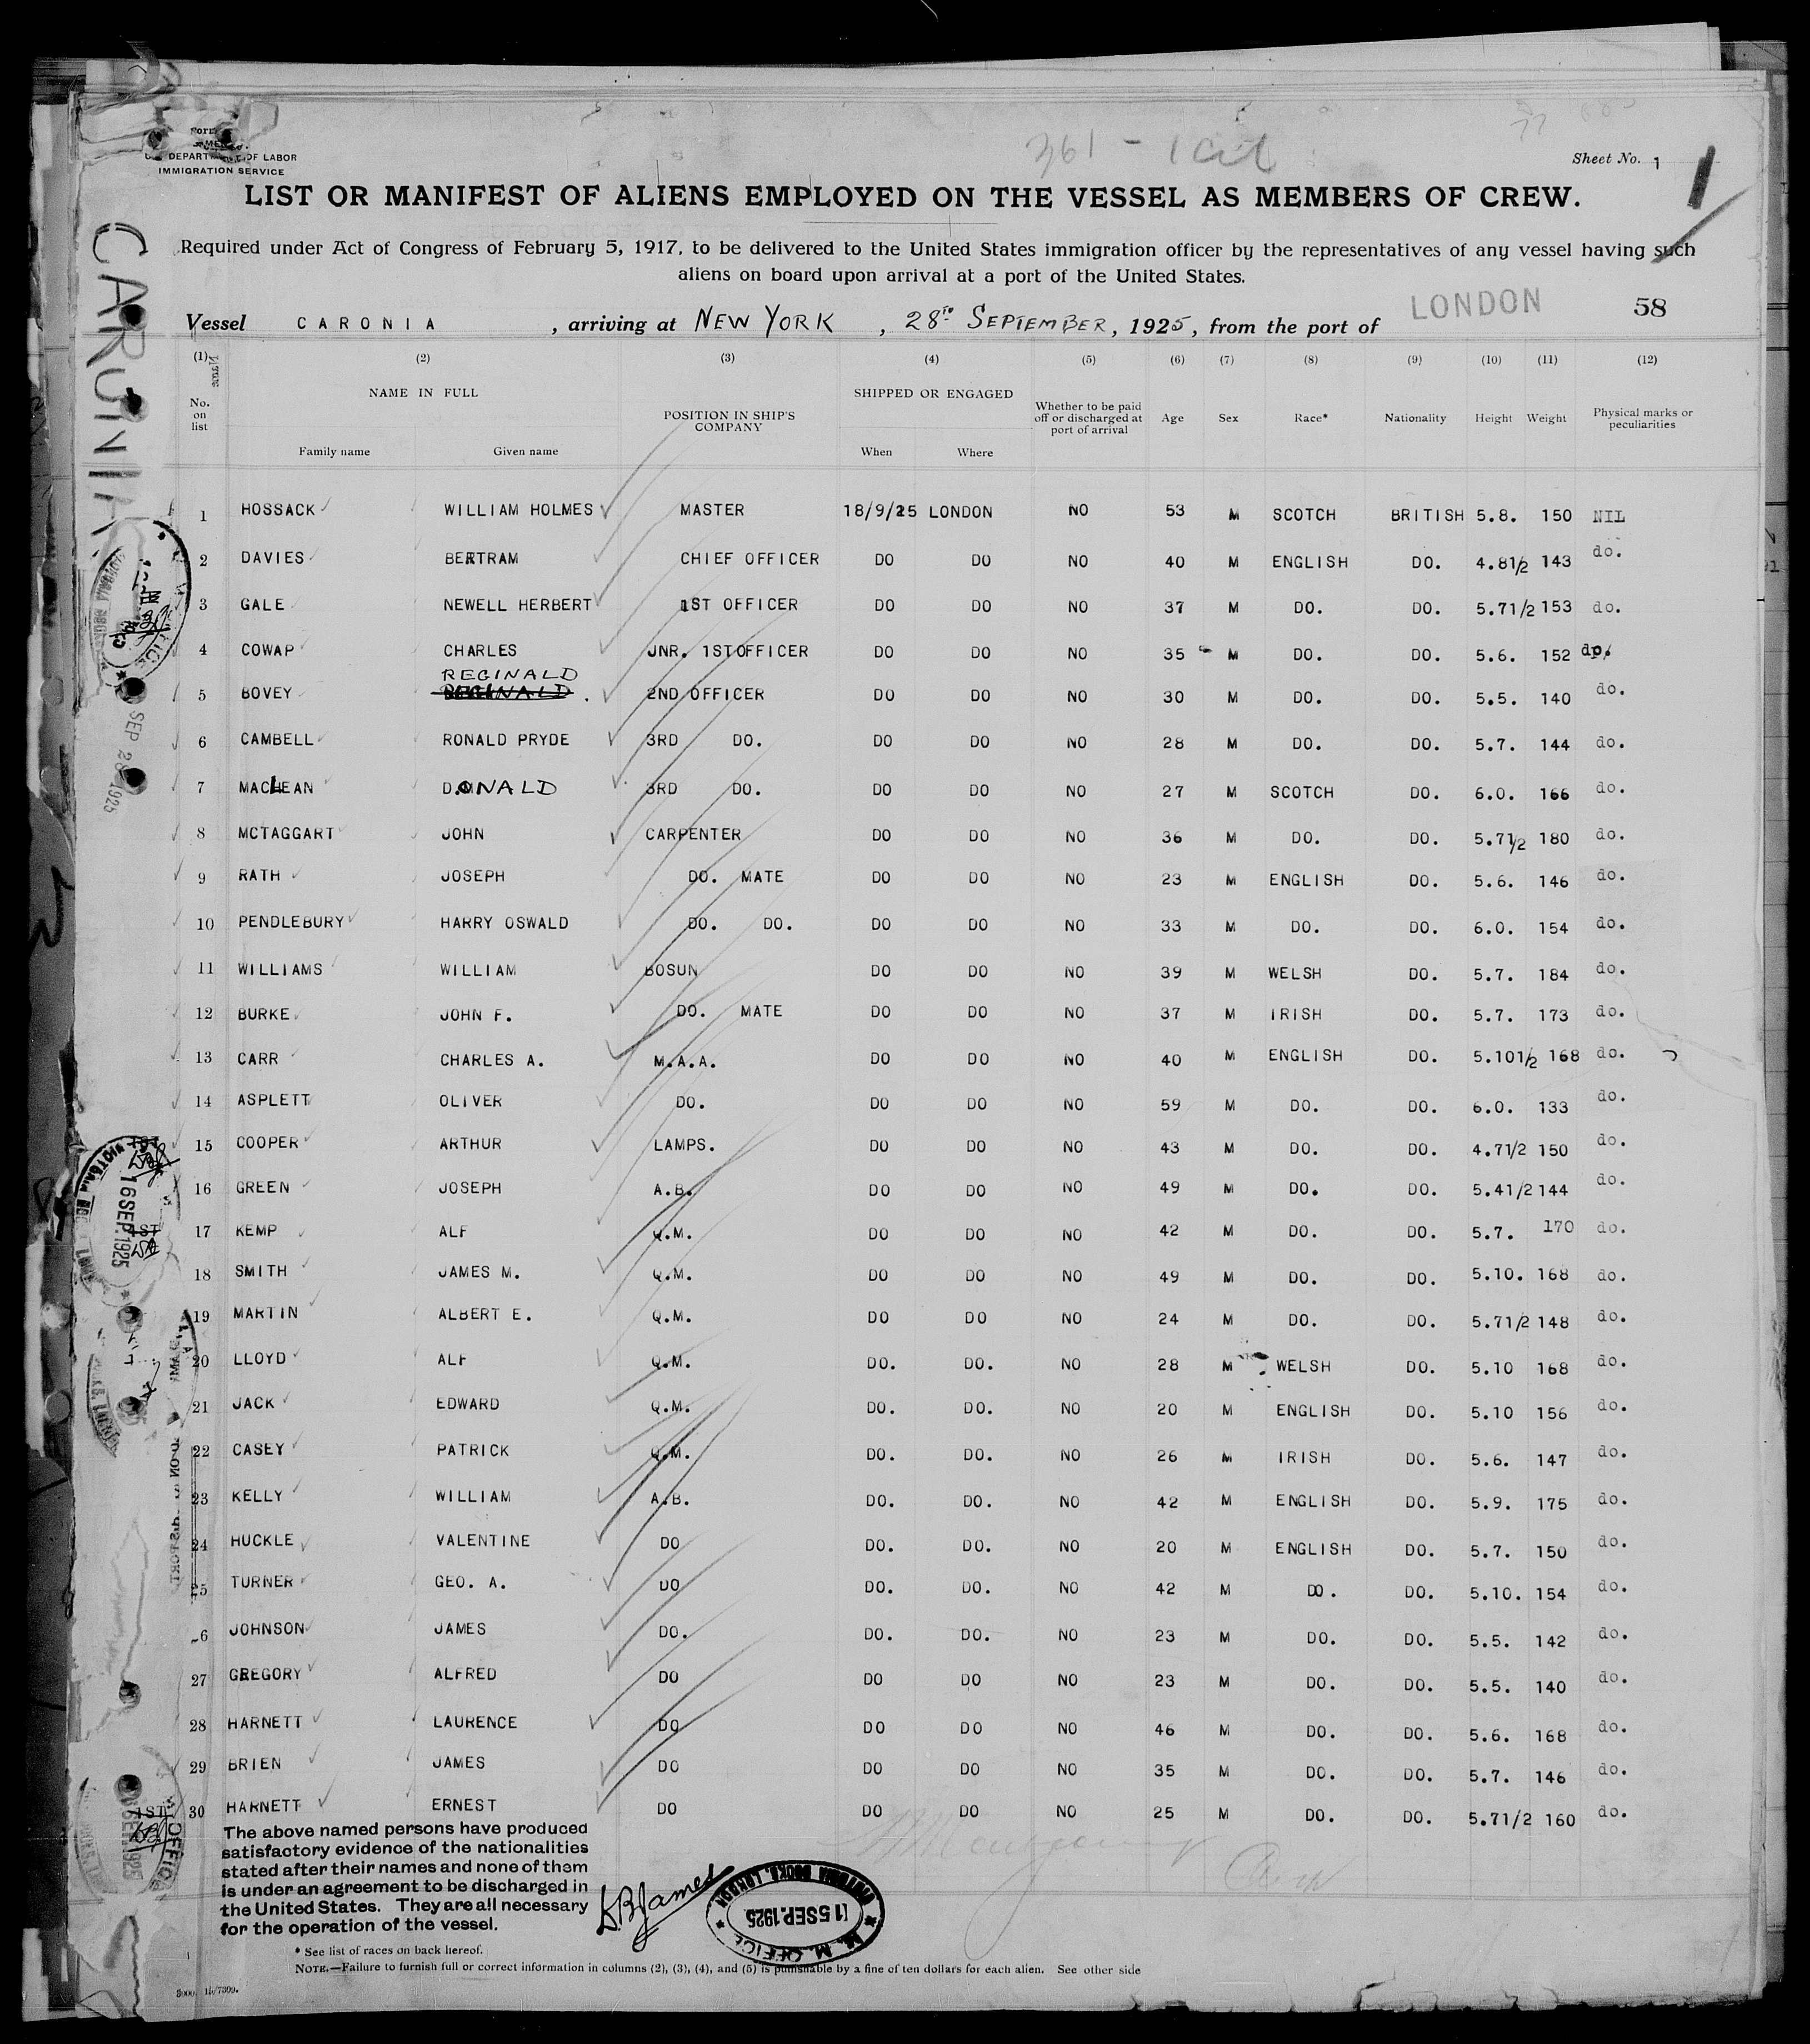 361 - 1 cat
Form
U.S. DEPARTMENT OF LABOR
IMMIGRATION SERVICE
Sheet No. 1
1
LIST OR MANIFEST OF ALIENS EMPLOYED ON THE VESSEL AS MEMBERS OF CREW.
Required under Act of Congress of February 5, 1917, to be delivered to the United States immigration officer by the representatives of any vessel having such
aliens on board upon arrival at a port of the United States.
Vessel CARONIA , arriving at NEW YORK , 28TH SEPTEMBER, 1925, from the port of LONDON 58
(1) (2) (3) (4) (5) (6) (7) (8) (9) (10) (11) (12)
No. on list NAME IN FULL Family name Given name POSITION IN SHIP'S COMPANY SHIPPED OR ENGAGED When Where Whether to be paid off or discharged at port of arrival Age Sex Race* Nationality Height Weight Physical marks or peculiarities
1 HOSSACK WILLIAM HOLMES MASTER 18/9/25 LONDON NO 53 M SCOTCH BRITISH 5.8. 150 NIL
2 DAVIES BERTRAM CHIEF OFFICER DO DO NO 40 M ENGLISH DO. 4.81/2 143 do.
3 GALE NEWELL HERBERT 1ST OFFICER DO DO NO 37 M DO. DO. 5.71/2 153 do.
4 COWAP CHARLES JNR. 1STOFFICER DO DO NO 35 M DO. DO. 5.6. 152 do.
5 BOVEY REGINALD 2ND OFFICER DO DO NO 30 M DO. DO. 5.5. 140 do.
6 CAMBELL RONALD PRYDE 3RD DO. DO DO NO 28 M DO. DO. 5.7. 144 do.
7 MACLEAN DONALD 3RD DO. DO DO NO 27 M SCOTCH DO. 6.0. 166 do.
8 MCTAGGART JOHN CARPENTER DO DO NO 36 M DO. DO. 5.71/2 180 do.
9 RATH JOSEPH DO. MATE DO DO NO 23 M ENGLISH DO. 5.6. 146 do.
10 PENDLEBURY HARRY OSWALD DO. DO. DO DO NO 33 M DO. DO. 6.0. 154 do.
11 WILLIAMS WILLIAM BOSUN DO DO NO 39 M WELSH DO. 5.7. 184 do.
12 BURKE JOHN F. DO. MATE DO DO NO 37 M IRISH DO. 5.7. 173 do.
13 CARR CHARLES A. M.A.A. DO DO NO 40 M ENGLISH DO. 5.101/2 168 do.
14 ASPLETT OLIVER DO. DO DO NO 59 M DO. DO. 6.0. 133 do.
15 COOPER ARTHUR LAMPS. DO DO NO 43 M DO. DO. 4.71/2 150 do.
16 GREEN JOSEPH A.B. DO DO NO 49 M DO. DO. 5.41/2 144 do.
17 KEMP ALF Q.M. DO DO NO 42 M DO. DO. 5.7. 170 do.
18 SMITH JAMES M. Q.M. DO DO NO 49 M DO. DO. 5.10. 168 do.
19 MARTIN ALBERT E. Q.M. DO DO NO 24 M DO. DO. 5.71/2 148 do.
20 LLOYD ALF Q.M. DO. DO. NO 28 M WELSH DO. 5.10 168 do.
21 JACK EDWARD Q.M. DO. DO. NO 20 M ENGLISH DO. 5.10 156 do.
22 CASEY PATRICK Q.M. DO. DO. NO 26 M IRISH DO. 5.6. 147 do.
23 KELLY WILLIAM A.B. DO. DO. NO 42 M ENGLISH DO. 5.9. 175 do.
24 HUCKLE VALENTINE DO DO. DO. NO 20 M ENGLISH DO. 5.7. 150 do.
25 TURNER GEO. A. DO DO. DO. NO 42 M DO. DO. 5.10. 154 do.
26 JOHNSON JAMES DO. DO. DO. NO 23 M DO. DO. 5.5. 142 do.
27 GREGORY ALFRED DO DO DO NO 23 M DO. DO. 5.5. 140 do.
28 HARNETT LAURENCE DO DO DO NO 46 M DO. DO. 5.6. 168 do.
29 BRIEN JAMES DO DO DO NO 35 M DO. DO. 5.7. 146 do.
30 HARNETT ERNEST DO DO DO NO 25 M DO. DO. 5.71/2 160 do.
The above named persons have produced
satisfactory evidence of the nationalities
stated after their names and none of them
is under an agreement to be discharged in
the United States. They are all necessary
for the operation of the vessel.
M. M. OFFICE VICTORIA DOCKS, LONDON 15 SEP. 1925
* See list of races on back hereof.
NOTE.—Failure to furnish full or correct information in columns (2), (3), (4), and (5) is punishable by a fine of ten dollars for each alien. See other side
CARONIA
SEP 28 1925
16 SEP. 1925